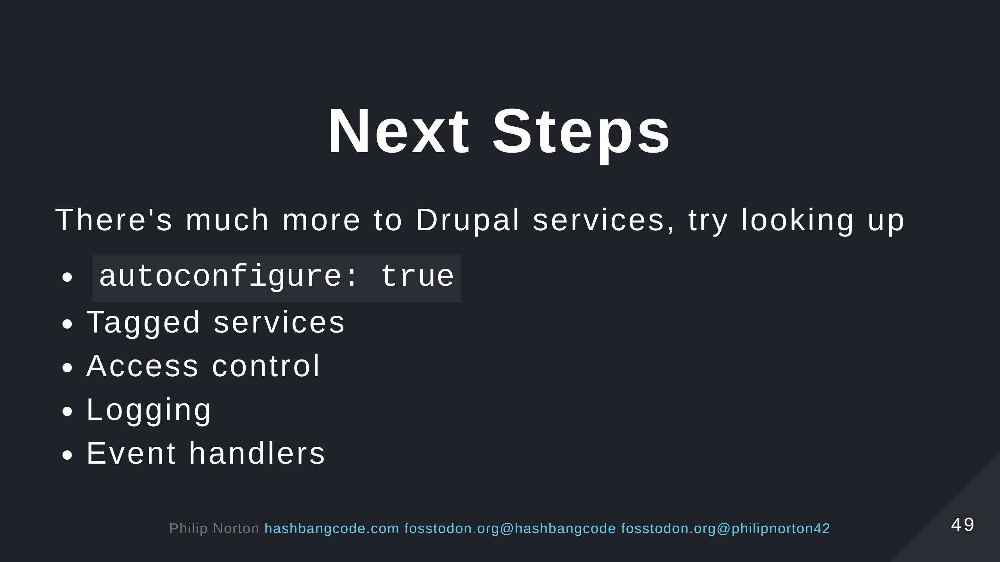 Next Steps
There's much more to Drupal services, try looking up
• autoconfigure: true
• Tagged services
• Access control
• Logging
• Event handlers
Philip Norton hashbangcode.com fosstodon.org@hashbangcode fosstodon.org@philipnorton42
49